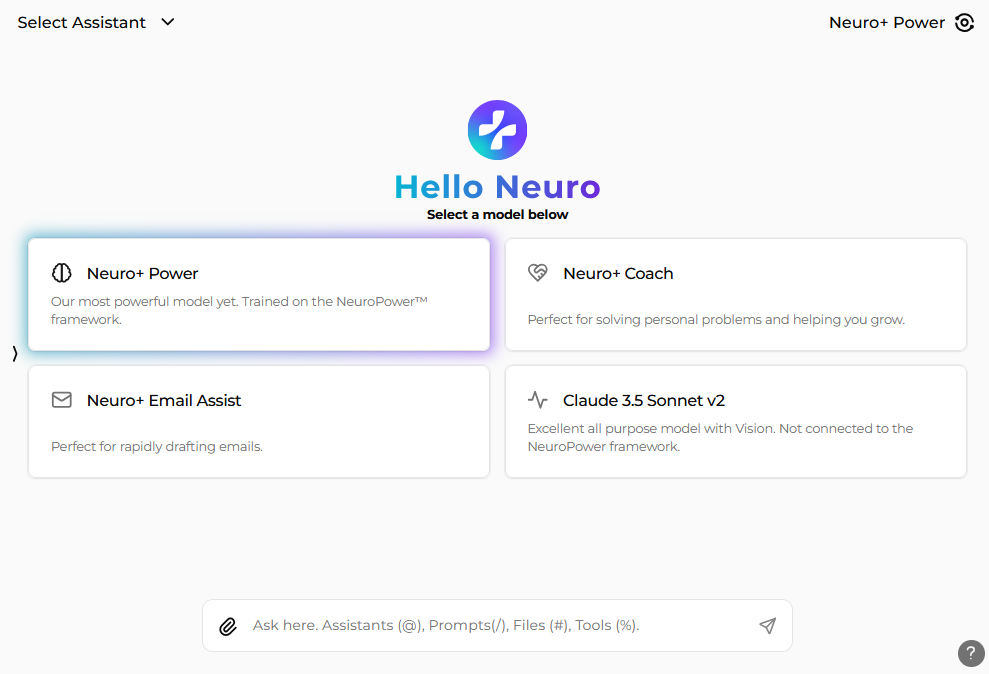 Select Assistant
Neuro+ Power
Hello Neuro
Select a model below
Neuro+ Power
Our most powerful model yet. Trained on the NeuroPower™
framework.
Neuro+ Coach
Perfect for solving personal problems and helping you grow.
Neuro+ Email Assist
Perfect for rapidly drafting emails.
Claude 3.5 Sonnet v2
Excellent all purpose model with Vision. Not connected to the
NeuroPower framework.
Ask here. Assistants (@), Prompts(/), Files (#), Tools (%).
?